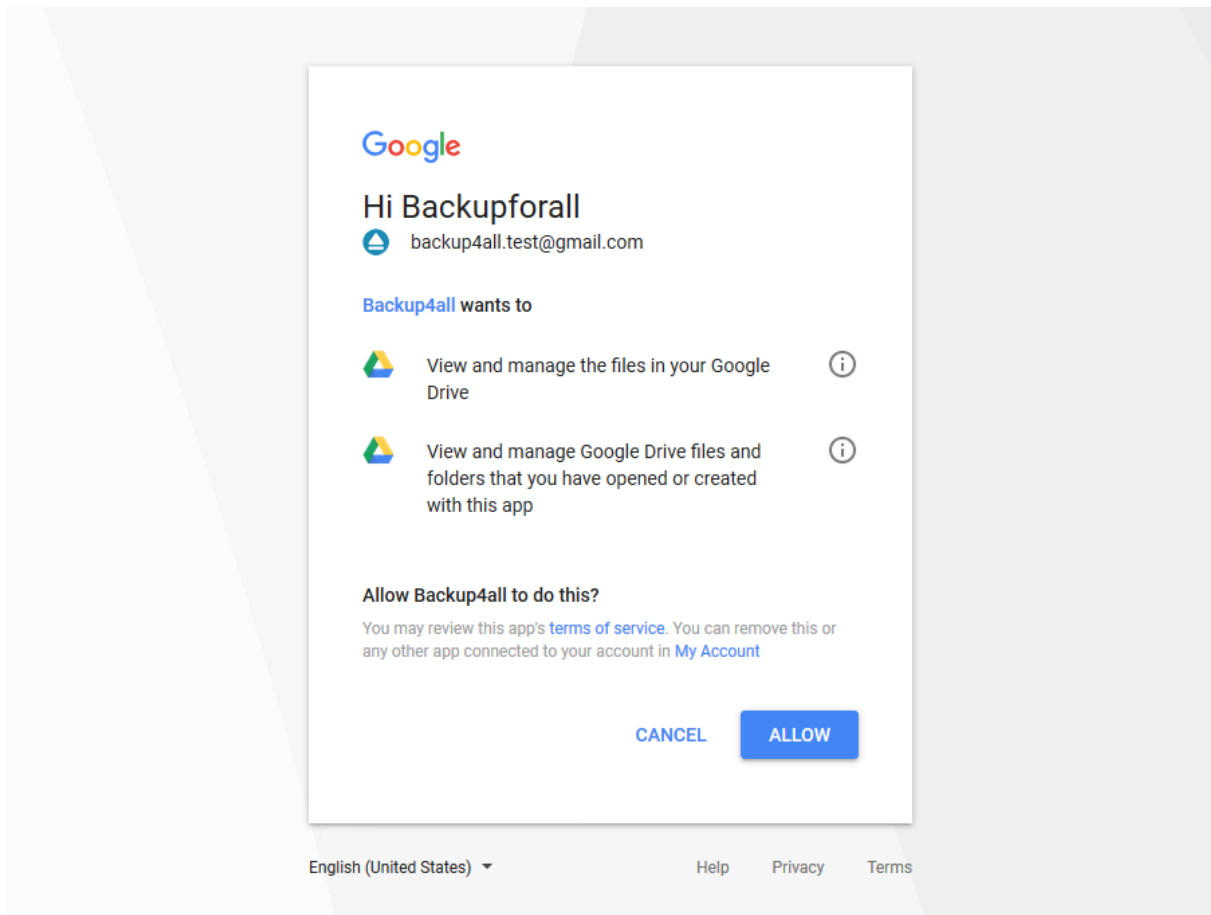 Google
Hi Backupforall
backup4all.test@gmail.com
Backup4all wants to
View and manage the files in your Google
Drive
View and manage Google Drive files and
folders that you have opened or created
with this app
Allow Backup4all to do this?
You may review this app's terms of service. You can remove this or
any other app connected to your account in My Account
CANCEL ALLOW
English (United States) Help Privacy Terms